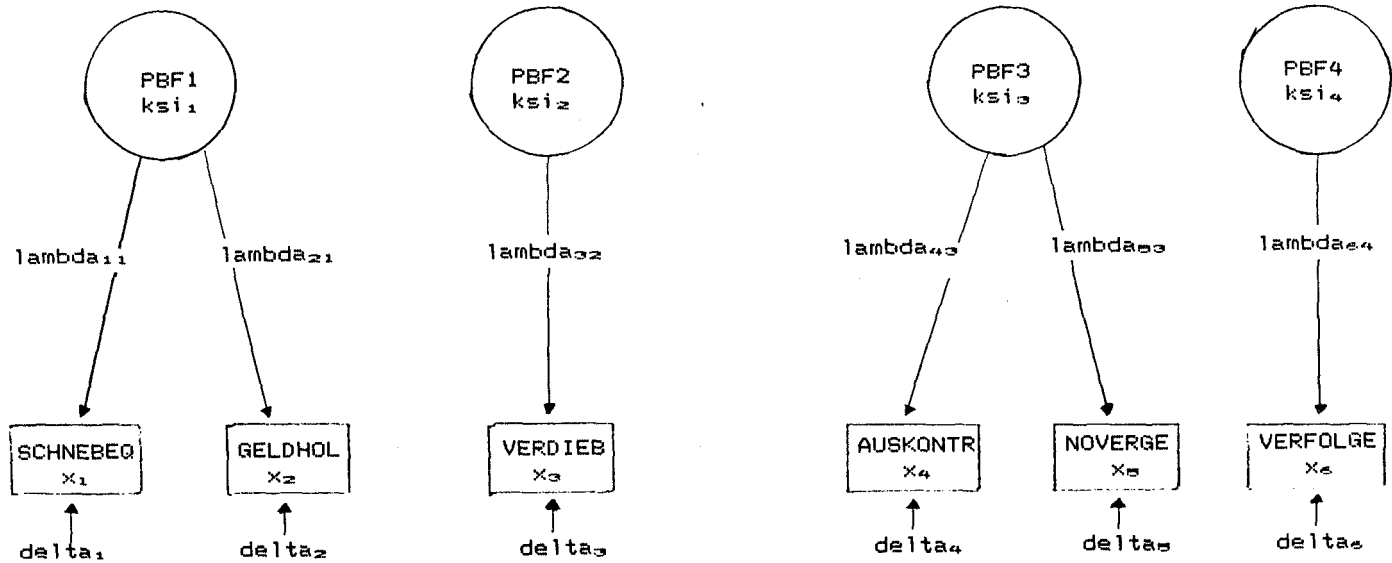 PBF1
ksi₁
PBF2
ksi₂
PBF3
ksi₃
PBF4
ksi₄
lambda₁₁
lambda₂₁
lambda₃₂
lambda₄₃
lambda₅₃
lambda₆₄
SCHNEBEQ
x₁
GELDHOL
x₂
VERDIEB
x₃
AUSKONTR
x₄
NOVERGE
x₅
VERFOLGE
x₆
delta₁
delta₂
delta₃
delta₄
delta₅
delta₆